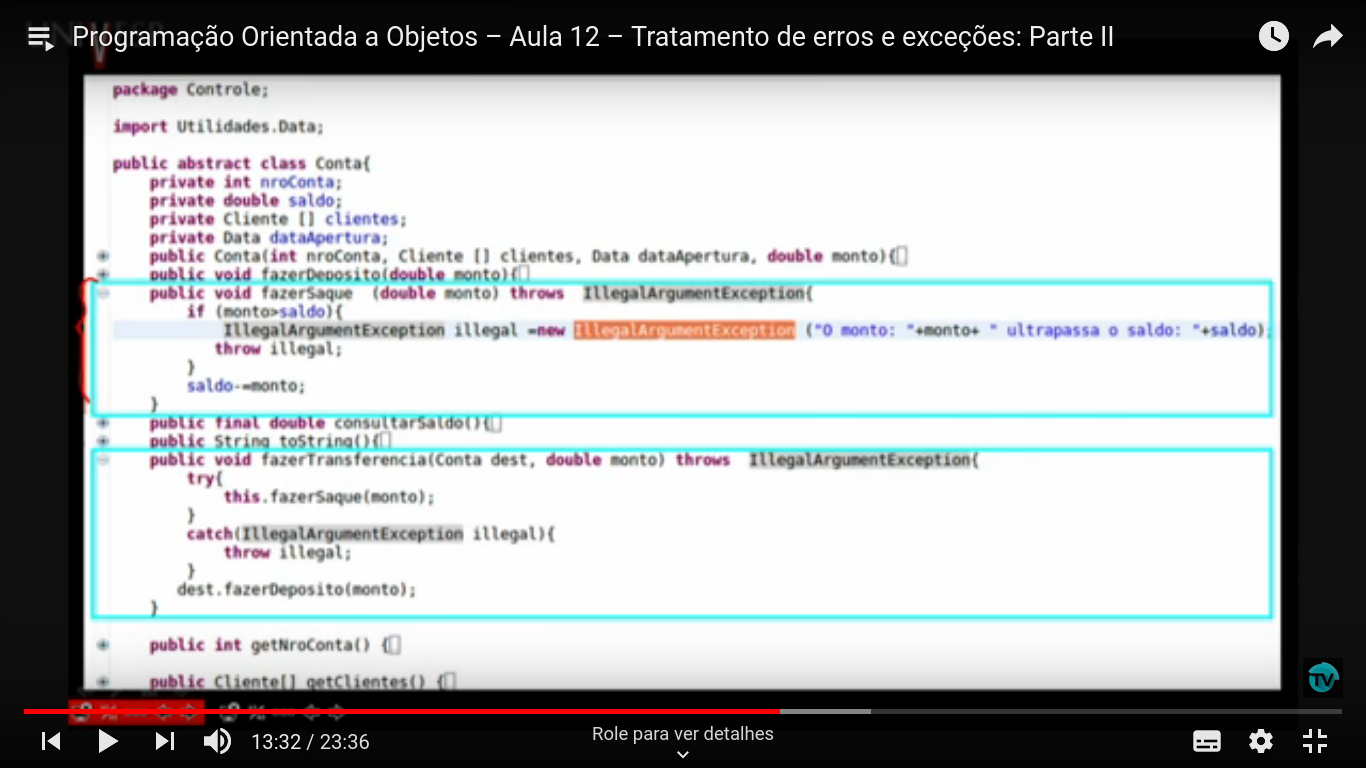 Programação Orientada a Objetos – Aula 12 – Tratamento de erros e exceções: Parte II
package Controle;
import Utilidades.Data;
public abstract class Conta{
private int nroConta;
private double saldo;
private Cliente [] clientes;
private Data dataApertura;
public Conta(int nroConta, Cliente [] clientes, Data dataApertura, double monto){
public void fazerDeposito(double monto){
public void fazerSaque (double monto) throws IllegalArgumentException{
if (monto>saldo){
IllegalArgumentException illegal =new IllegalArgumentException ("O monto: "+monto+ " ultrapassa o saldo: "+saldo);
throw illegal;
}
saldo-=monto;
}
public final double consultarSaldo(){
public String toString(){
public void fazerTransferencia(Conta dest, double monto) throws IllegalArgumentException{
try{
this.fazerSaque(monto);
}
catch(IllegalArgumentException illegal){
throw illegal;
}
dest.fazerDeposito(monto);
}
public int getNroConta() {
public Cliente[] getClientes() {
TV
13:32 / 23:36
Role para ver detalhes